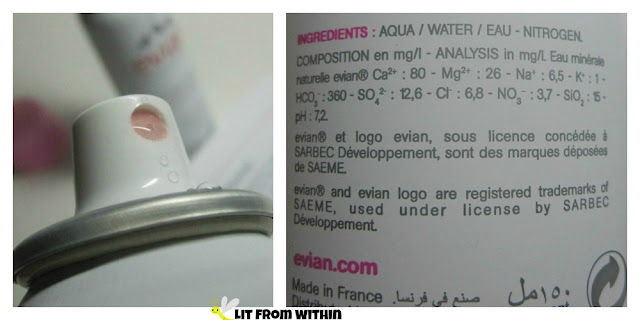 evian
INGREDIENTS : AQUA / WATER / EAU - NITROGEN.
COMPOSITION en mg/l - ANALYSIS in mg/L Eau minérale
naturelle evian® Ca²⁺ : 80 - Mg²⁺ : 26 - Na⁺ : 6,5 - K⁺ : 1 -
HCO₃⁻ : 360 - SO₄²⁻ : 12,6 - Cl⁻ : 6,8 - NO₃⁻ : 3,7 - SiO₂ : 15 -
pH : 7,2.
evian® et logo evian, sous licence concédée à
SARBEC Développement, sont des marques déposées
de SAEME.
evian® and evian logo are registered trademarks of
SAEME, used under license by SARBEC
Développement.
evian.com
Made in France صنع في فرنسا. ١٥٠ مل
LIT FROM WITHIN